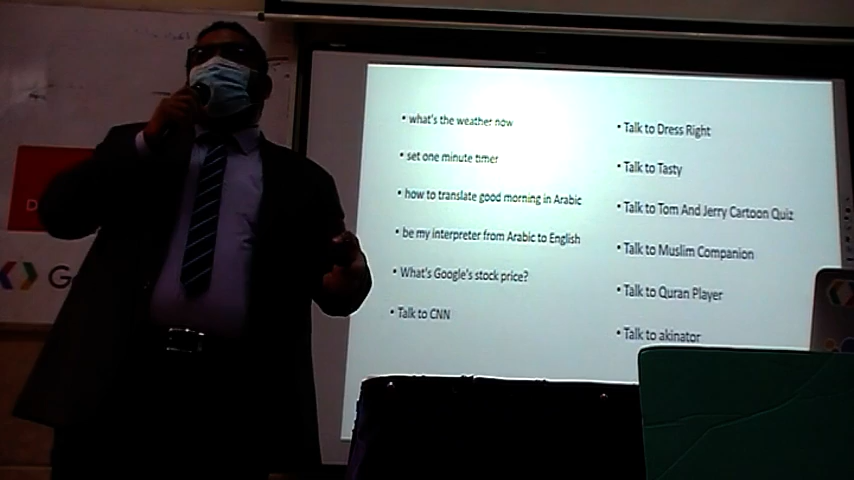 • what's the weather now
• set one minute timer
• how to translate good morning in Arabic
• be my interpreter from Arabic to English
• What's Google's stock price?
• Talk to CNN
• Talk to Dress Right
• Talk to Tasty
• Talk to Tom And Jerry Cartoon Quiz
• Talk to Muslim Companion
• Talk to Quran Player
• Talk to akinator
D
G